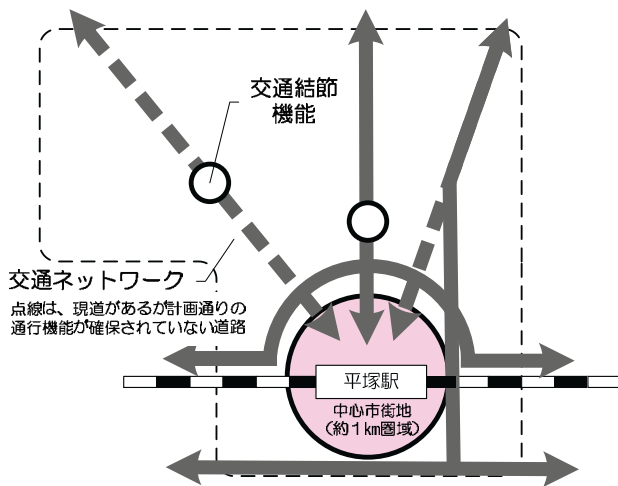 交通結節
機能
交通ネットワーク
点線は、現道があるが計画通りの
通行機能が確保されていない道路
平塚駅
中心市街地
（約１km圏域）